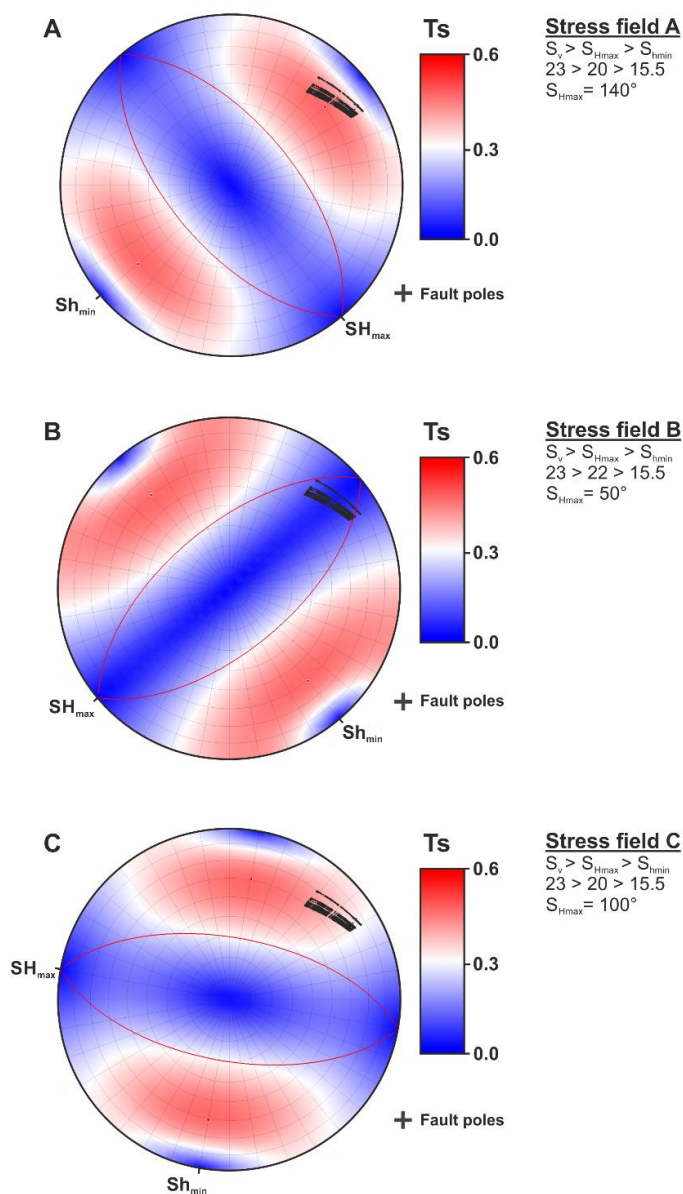 A
Ts
0.6
0.3
0.0
Stress field A
Sv > SHmax > Shmin
23 > 20 > 15.5
SHmax = 140°
Shmin
SHmax
Fault poles
B
Ts
0.6
0.3
0.0
Stress field B
Sv > SHmax > Shmin
23 > 22 > 15.5
SHmax = 50°
SHmax
Shmin
Fault poles
C
Ts
0.6
0.3
0.0
Stress field C
Sv > SHmax > Shmin
23 > 20 > 15.5
SHmax = 100°
SHmax
Shmin
Fault poles